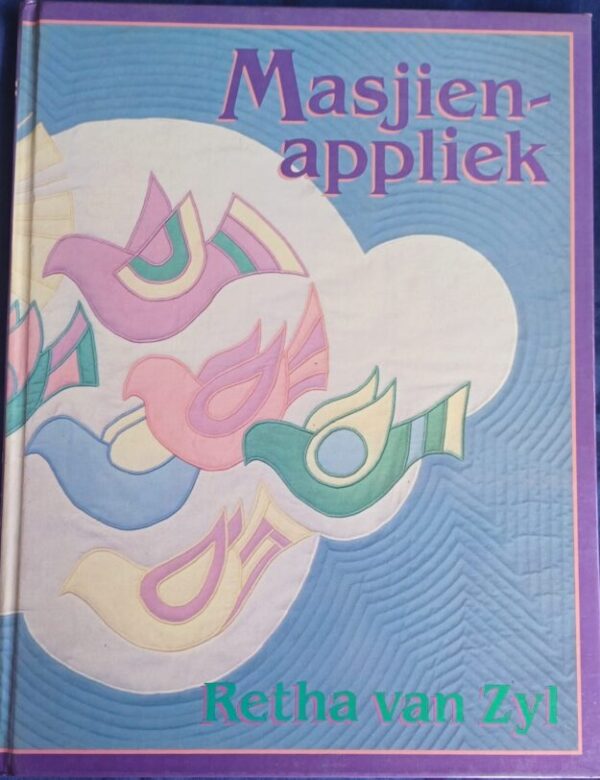 Masjien-
appliek
Retha van Zyl